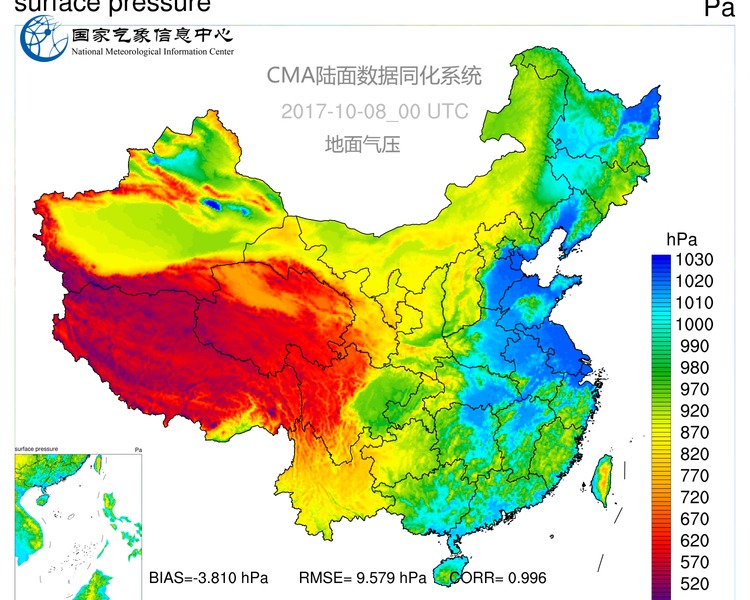 surface pressure
Pa
国家气象信息中心
National Meteorological Information Center
CMA陆面数据同化系统
2017-10-08_00 UTC
地面气压
hPa
1030
1020
1010
1000
990
980
970
920
870
820
770
720
670
620
570
520
surface pressure
Pa
BIAS=-3.810 hPa
RMSE= 9.579 hPa
CORR= 0.996